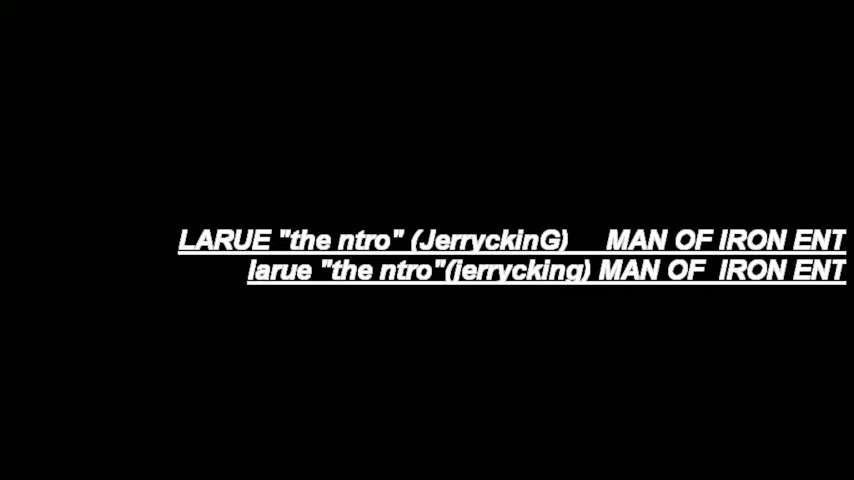 LARUE "the ntro" (JerryckinG) MAN OF IRON ENT
larue "the ntro"(jerrycking) MAN OF IRON ENT